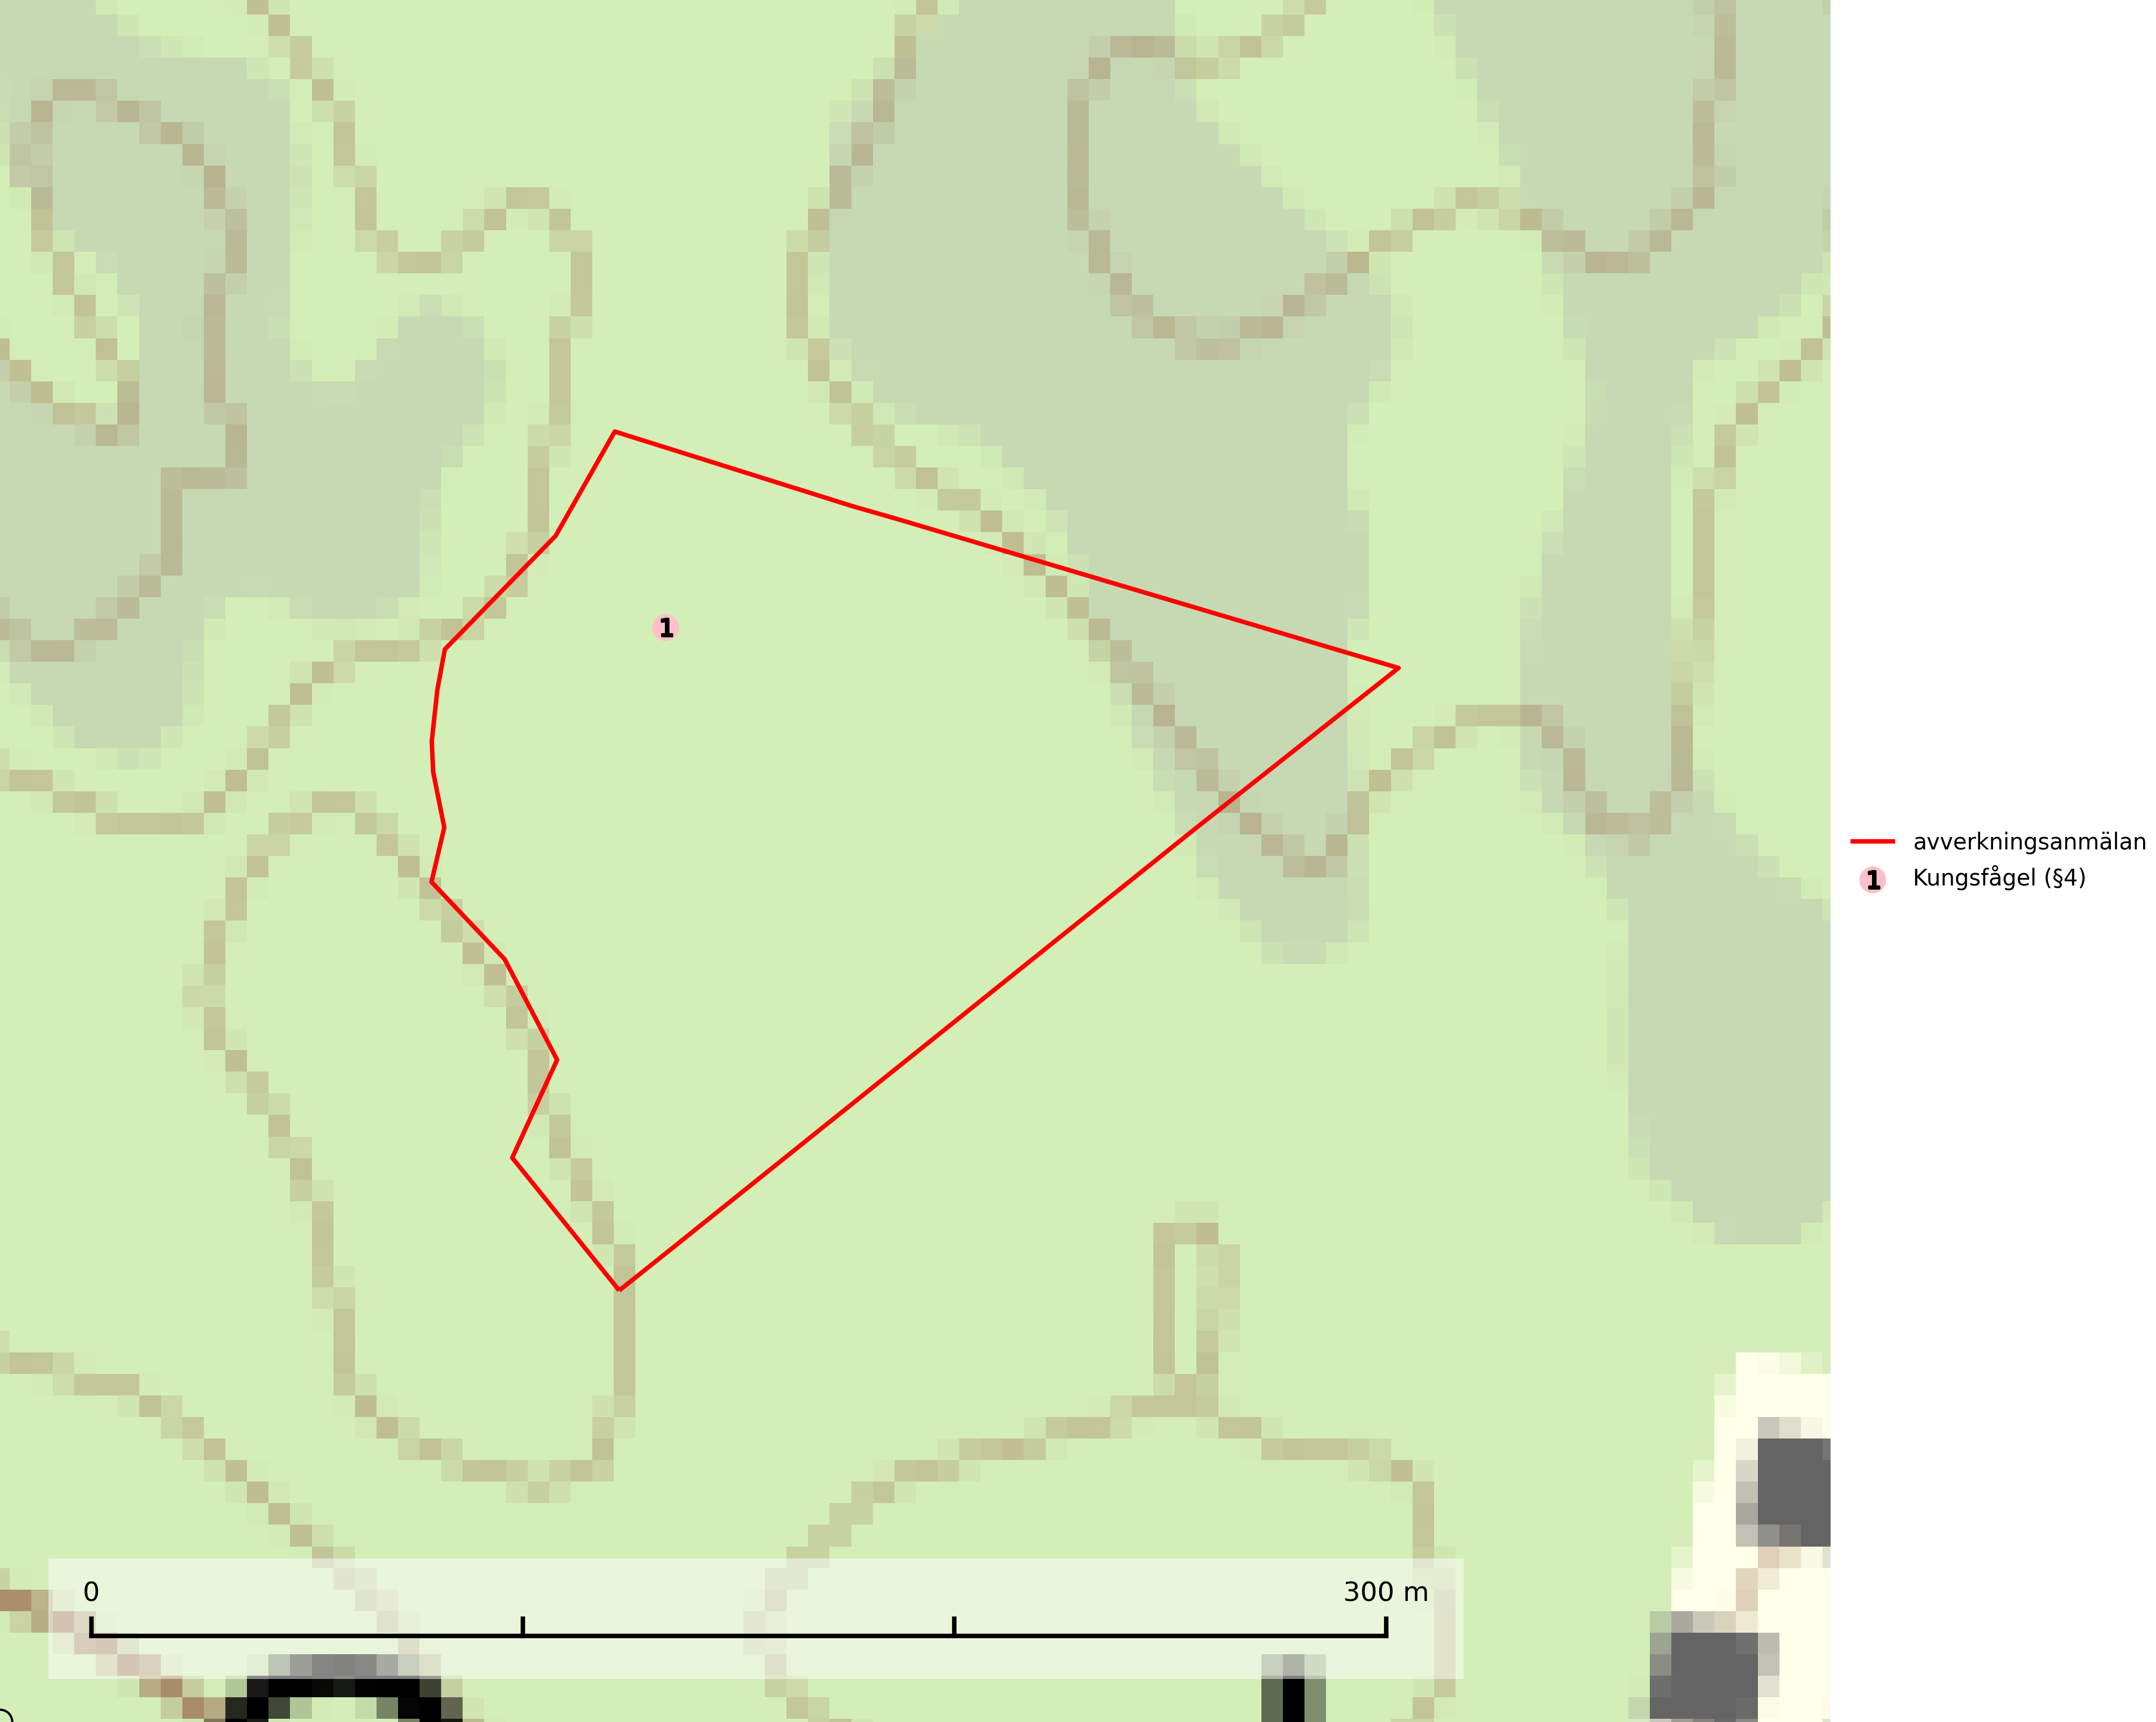 1
avverkningsanmälan
1 Kungsfågel (§4)
0 300 m